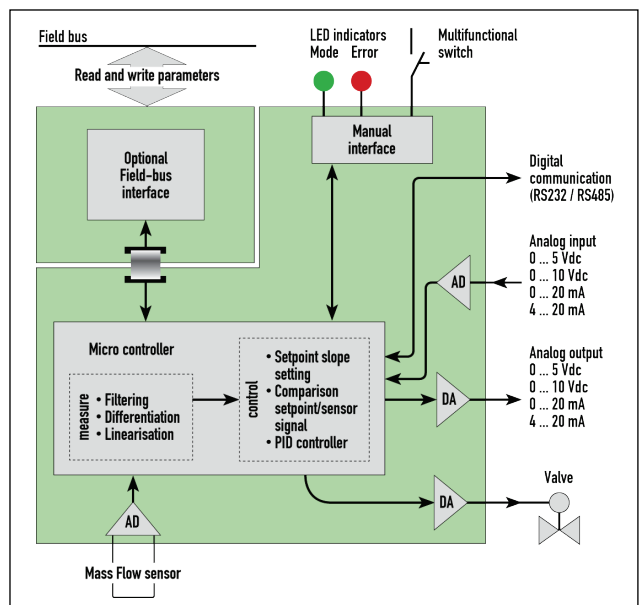 Field bus
Read and write parameters
LED indicators
Mode Error
Multifunctional
switch
Manual
interface
Optional
Field-bus
interface
Digital
communication
(RS232 / RS485)
Analog input
0 ... 5 Vdc
0 ... 10 Vdc
0 ... 20 mA
4 ... 20 mA
AD
Micro controller
measure
• Filtering
• Differentiation
• Linearisation
control
• Setpoint slope
setting
• Comparison
setpoint/sensor
signal
• PID controller
Analog output
0 ... 5 Vdc
0 ... 10 Vdc
0 ... 20 mA
4 ... 20 mA
DA
Valve
DA
AD
Mass Flow sensor